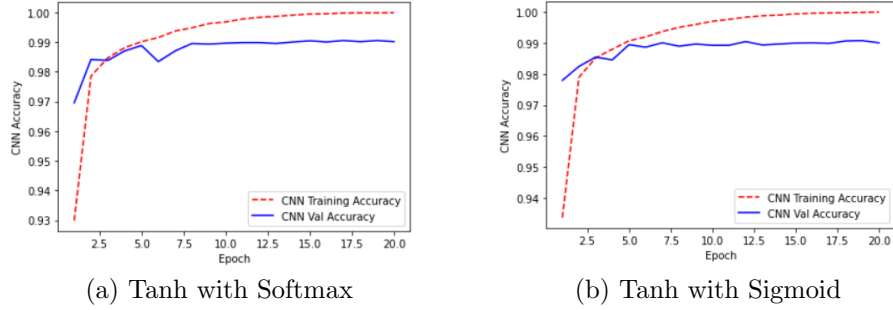 1.00
0.99
0.98
0.97
0.96
0.95
0.94
0.93
CNN Accuracy
CNN Training Accuracy
CNN Val Accuracy
2.5 5.0 7.5 10.0 12.5 15.0 17.5 20.0
Epoch
(a) Tanh with Softmax
1.00
0.99
0.98
0.97
0.96
0.95
0.94
CNN Accuracy
CNN Training Accuracy
CNN Val Accuracy
2.5 5.0 7.5 10.0 12.5 15.0 17.5 20.0
Epoch
(b) Tanh with Sigmoid